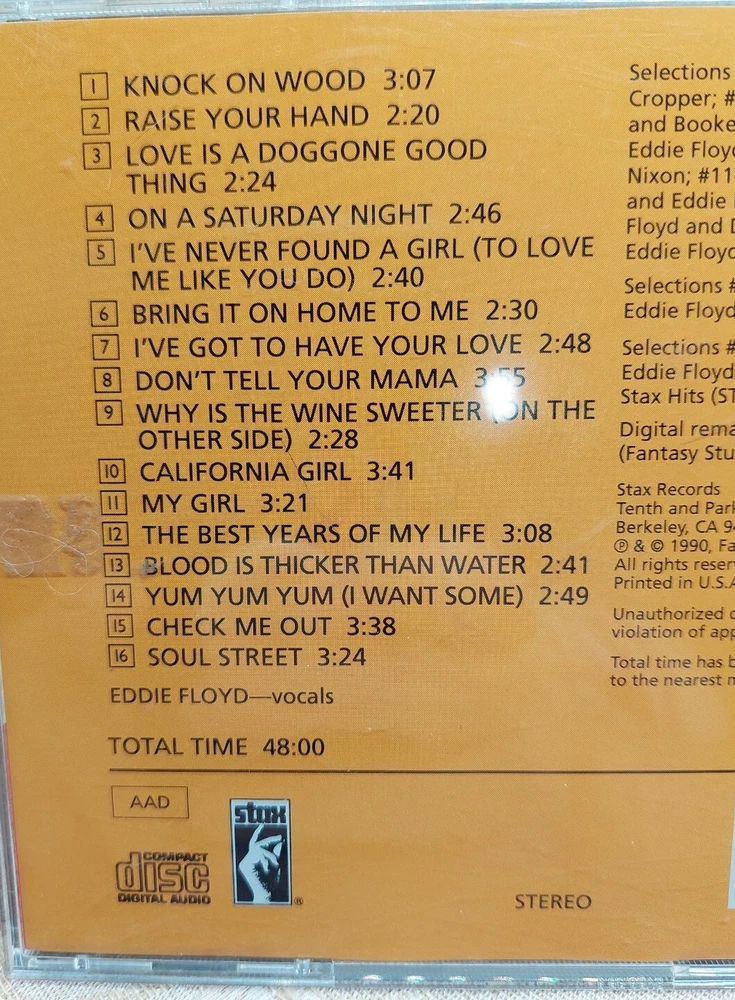 1 KNOCK ON WOOD 3:07
2 RAISE YOUR HAND 2:20
3 LOVE IS A DOGGONE GOOD
THING 2:24
4 ON A SATURDAY NIGHT 2:46
5 I'VE NEVER FOUND A GIRL (TO LOVE
ME LIKE YOU DO) 2:40
6 BRING IT ON HOME TO ME 2:30
7 I'VE GOT TO HAVE YOUR LOVE 2:48
8 DON'T TELL YOUR MAMA 3:55
9 WHY IS THE WINE SWEETER (ON THE
OTHER SIDE) 2:28
10 CALIFORNIA GIRL 3:41
11 MY GIRL 3:21
12 THE BEST YEARS OF MY LIFE 3:08
13 BLOOD IS THICKER THAN WATER 2:41
14 YUM YUM YUM (I WANT SOME) 2:49
15 CHECK ME OUT 3:38
16 SOUL STREET 3:24
EDDIE FLOYD—vocals
TOTAL TIME 48:00
AAD
COMPACT
disc
DIGITAL AUDIO
stax
®
STEREO
Selections
Cropper; #
and Booke
Eddie Floy
Nixon; #11
and Eddie
Floyd and D
Eddie Floyd
Selections #
Eddie Floyd
Selections #
Eddie Floyd
Stax Hits (ST
Digital rema
(Fantasy Stu
Stax Records
Tenth and Park
Berkeley, CA 94
℗ & © 1990, Fa
All rights reser
Printed in U.S.A
Unauthorized
violation of app
Total time has b
to the nearest m